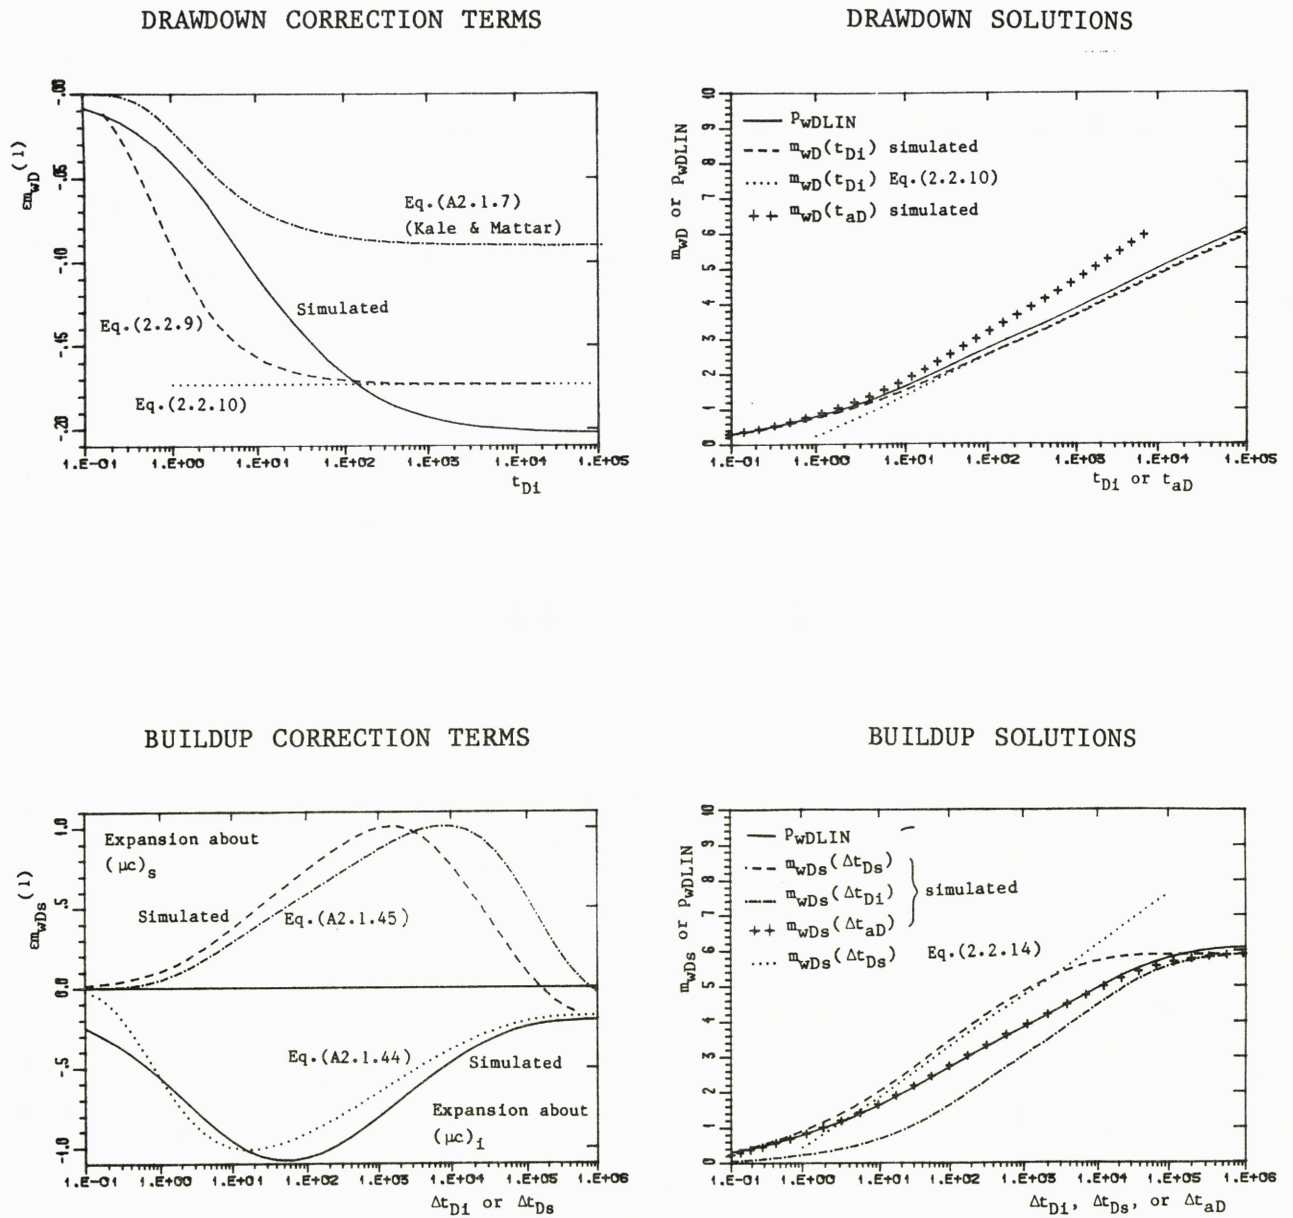 DRAWDOWN CORRECTION TERMS
-.00
-.05
-.10
-.15
-.20
εm_wD^(1)
Eq.(A2.1.7)
(Kale & Mattar)
Simulated
Eq.(2.2.9)
Eq.(2.2.10)
1.E-01 1.E+00 1.E+01 1.E+02 1.E+03 1.E+04 1.E+05
t_Di
DRAWDOWN SOLUTIONS
10
9
8
7
6
5
4
3
2
1
0
m_wD or p_wDLIN
p_wDLIN
m_wD(t_Di) simulated
m_wD(t_Di) Eq.(2.2.10)
++ m_wD(t_aD) simulated
1.E-01 1.E+00 1.E+01 1.E+02 1.E+03 1.E+04 1.E+05
t_Di or t_aD
BUILDUP CORRECTION TERMS
1.0
.5
0.0
-.5
-1.0
εm_wDs^(1)
Expansion about
(μc)_s
Simulated
Eq.(A2.1.45)
Eq.(A2.1.44)
Simulated
Expansion about
(μc)_i
1.E-01 1.E+00 1.E+01 1.E+02 1.E+03 1.E+04 1.E+05 1.E+06
Δt_Di or Δt_Ds
BUILDUP SOLUTIONS
10
9
8
7
6
5
4
3
2
1
0
m_wDs or p_wDLIN
p_wDLIN
m_wDs(Δt_Ds)
m_wDs(Δt_Di)
simulated
++ m_wDs(Δt_aD)
m_wDs(Δt_Ds) Eq.(2.2.14)
1.E-01 1.E+00 1.E+01 1.E+02 1.E+03 1.E+04 1.E+05 1.E+06
Δt_Di, Δt_Ds, or Δt_aD